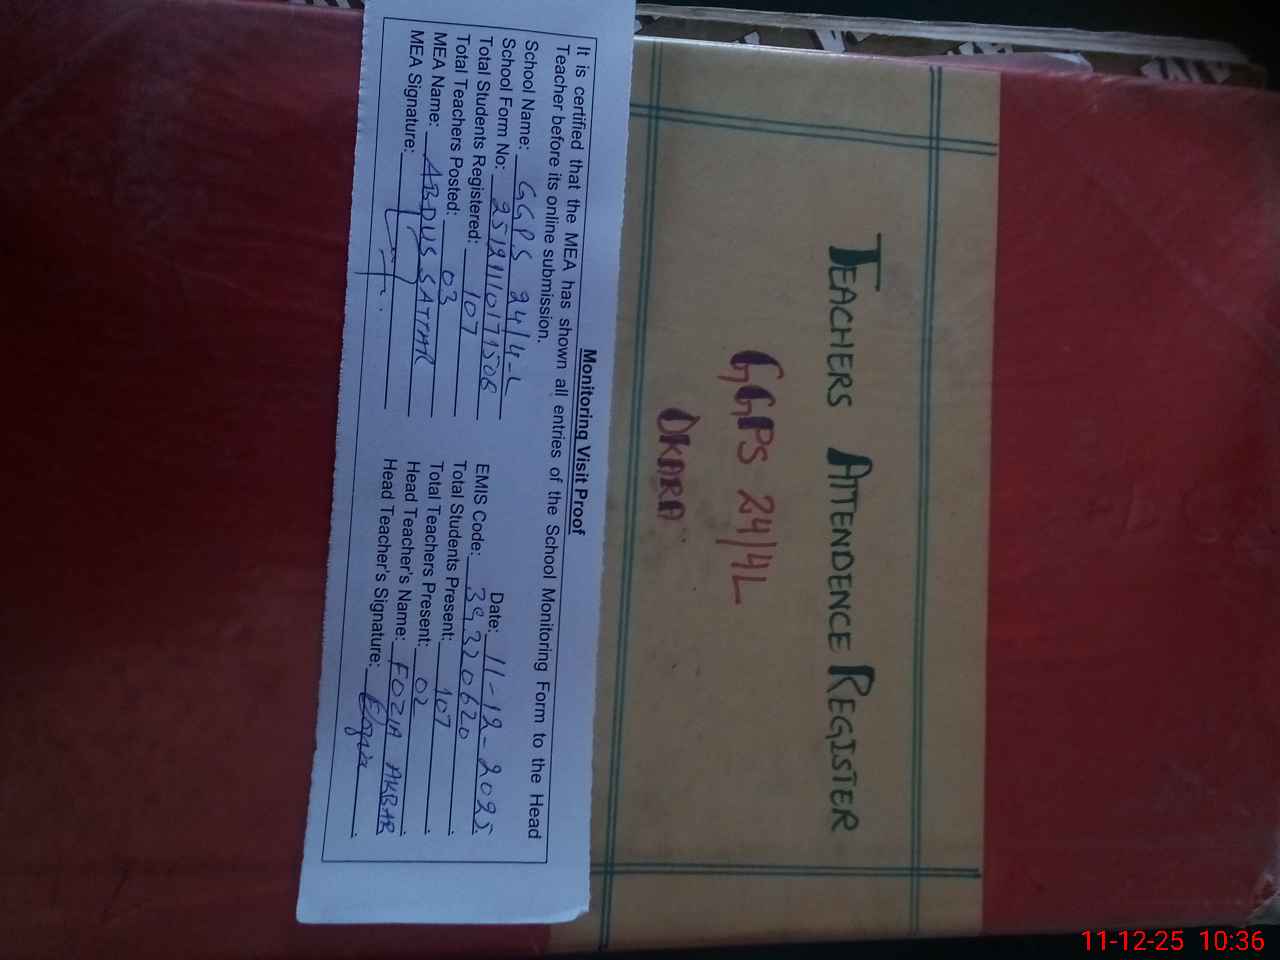 TEACHERS ATTENDENCE REGISTER
GGPS 24/4L
OKARA
Monitoring Visit Proof
It is certified that the MEA has shown all entries of the School Monitoring Form to the Head
Teacher before its online submission.
Date: 11-12-2025
School Name: GGPS 24/4-L EMIS Code: 39320620
School Form No: Total Students Present: 107
Total Students Registered: 107 Total Teachers Present: 02
Total Teachers Posted: 03 Head Teacher's Name: FOZIA AKBAR
MEA Name: ABDUS SATTAR Head Teacher's Signature:
MEA Signature:
11-12-25 10:36